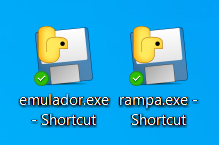 emulador.exe
- Shortcut
rampa.exe -
Shortcut